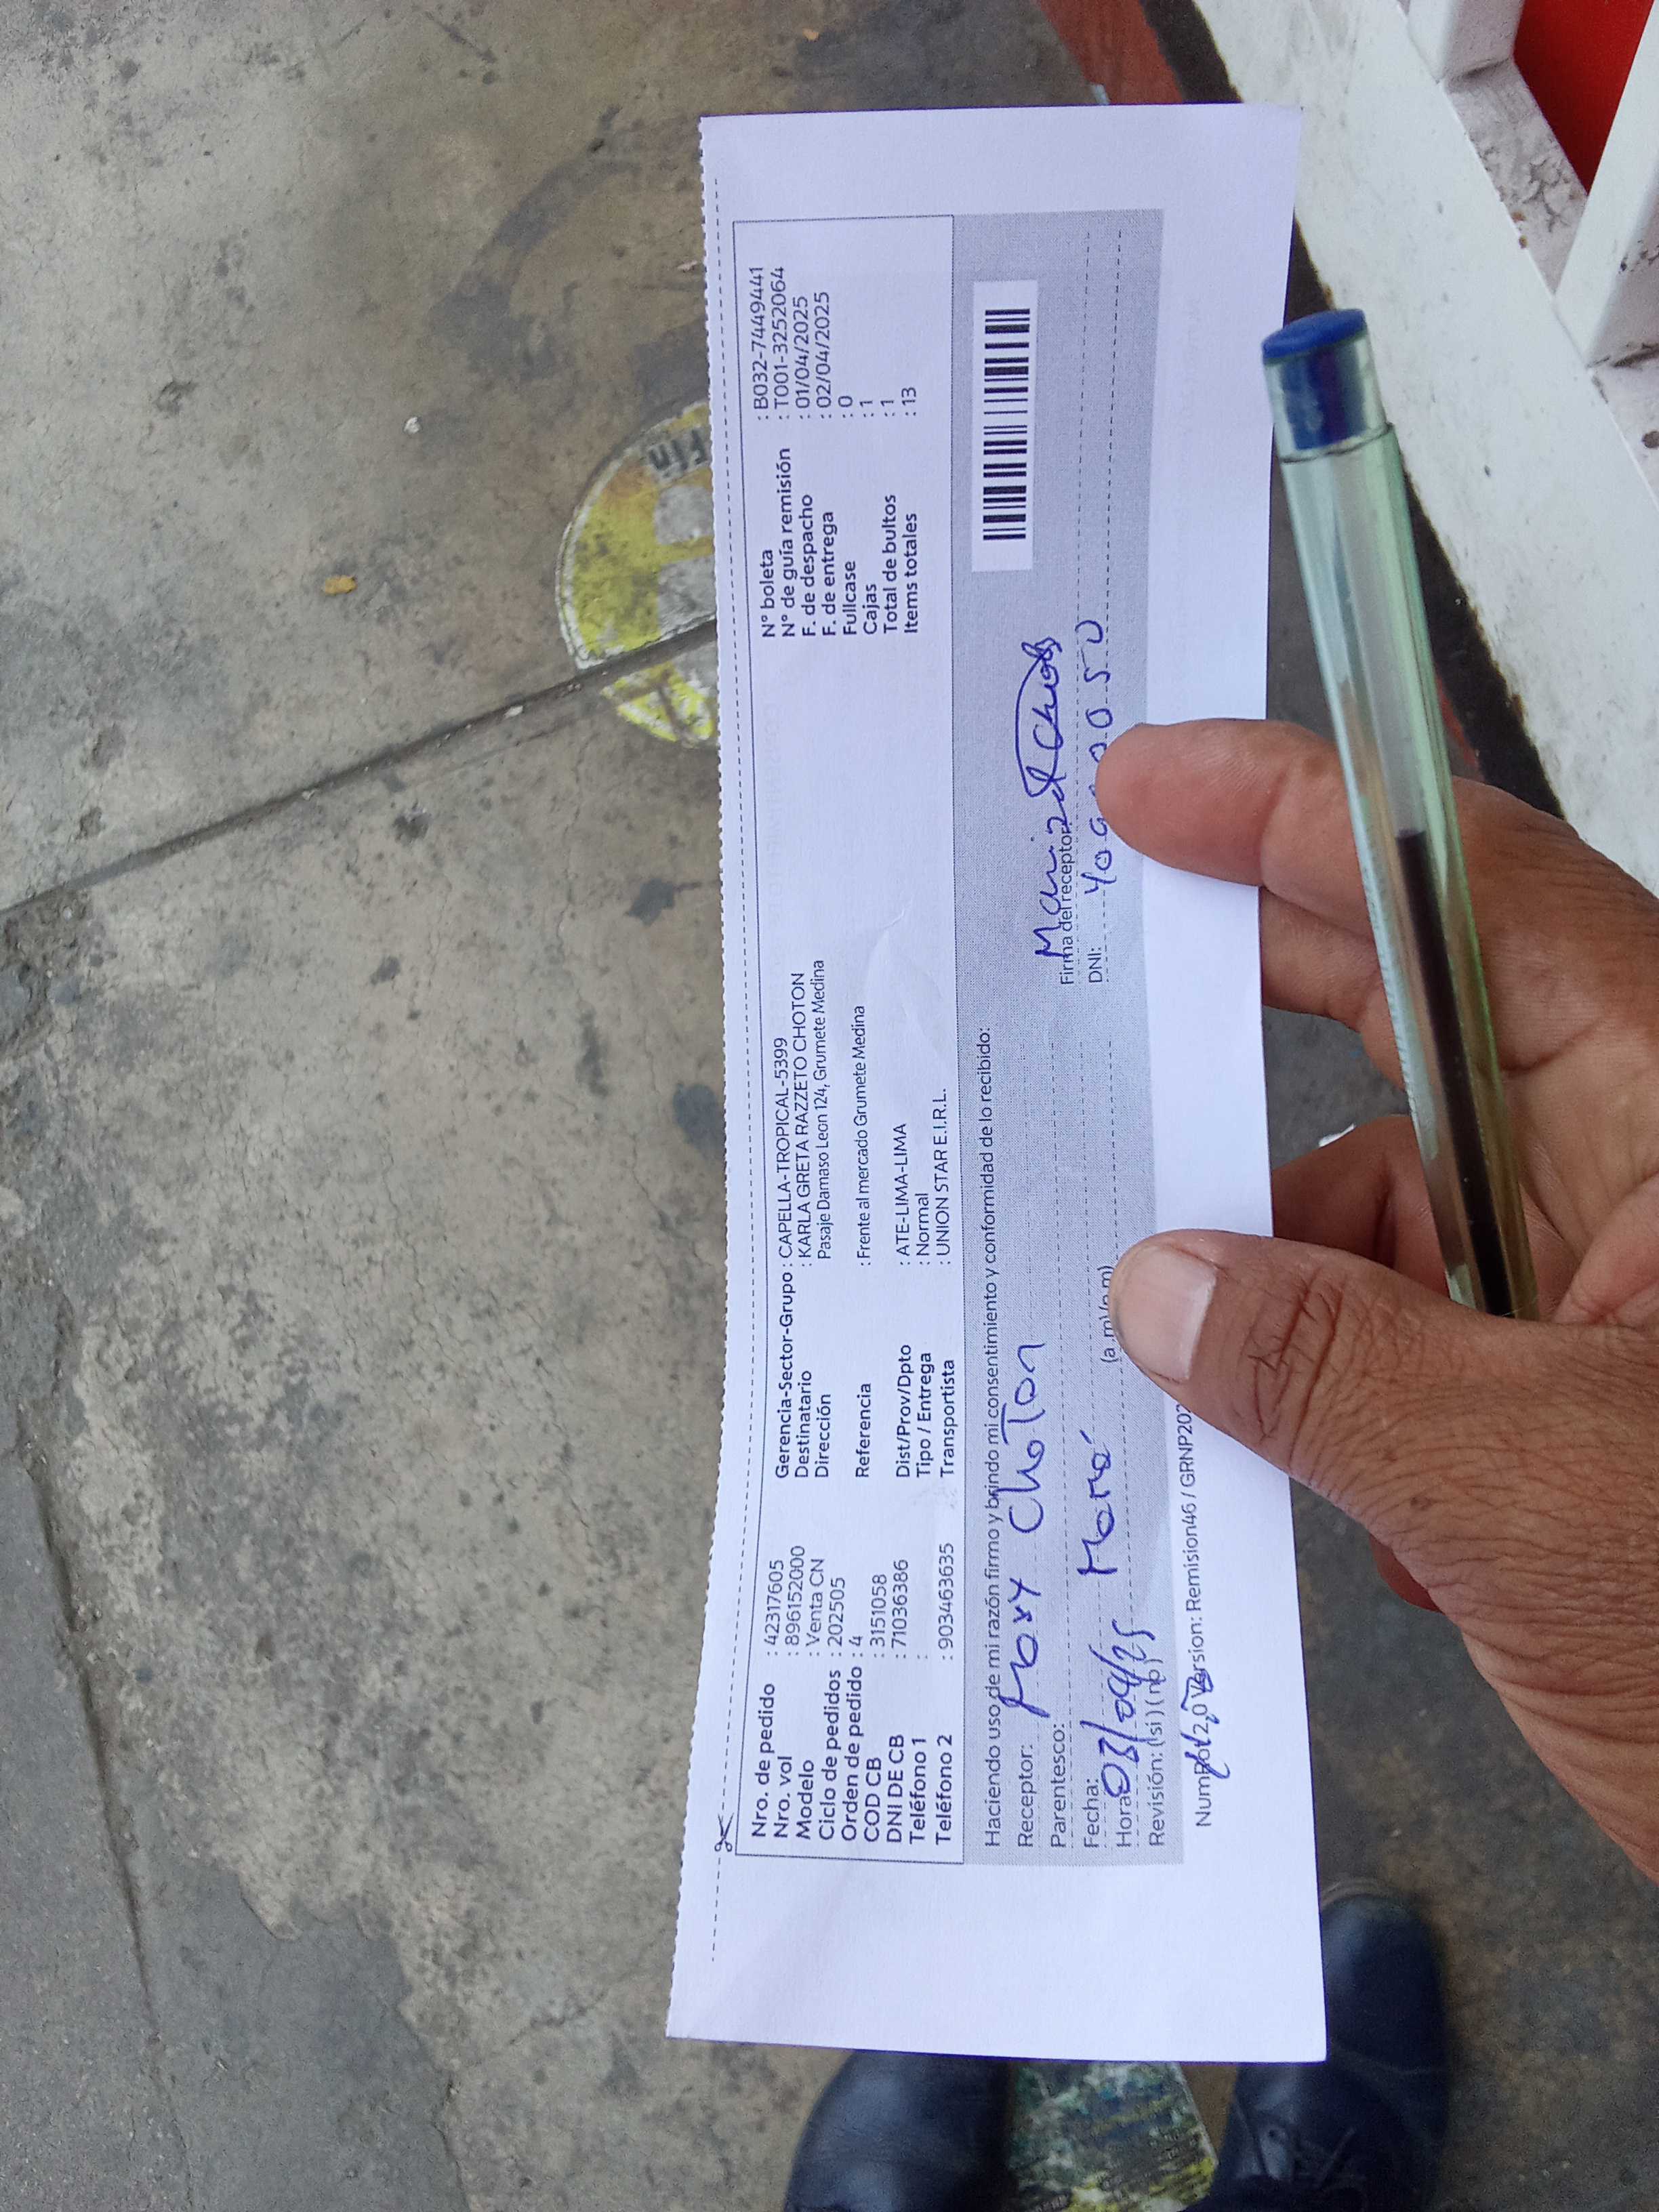 Nro. de pedido : 42317605
Nro. vol : 896152000
Modelo : Venta CN
Ciclo de pedidos : 202505
Orden de pedido : 4
COD CB : 3151058
DNI DE CB : 71036386
Teléfono 1 :
Teléfono 2 : 903463635
Gerencia-Sector-Grupo : CAPELLA-TROPICAL-5399
Destinatario : KARLA GRETA RAZZETO CHOTON
Dirección Pasaje Damaso Leon 124, Grumete Medina
Referencia : Frente al mercado Grumete Medina
Dist/Prov/Dpto : ATE-LIMA-LIMA
Tipo / Entrega : Normal
Transportista : UNION STAR E.I.R.L.
N° boleta : B032-7449441
N° de guía remisión : T001-3252064
F. de despacho : 01/04/2025
F. de entrega : 02/04/2025
Fullcase : 0
Cajas : 1
Total de bultos : 1
Items totales : 13
Haciendo uso de mi razón firmo y brindo mi consentimiento y conformidad de lo recibido:
Receptor: Choton
Parentesco:
Fecha: Mamá
Hora: 03/04/25 (a.m)/(p.m)
Revisión: (si) (no)
Firma del receptor:
DNI:
Version: Remision46 / GRNP202
Fin